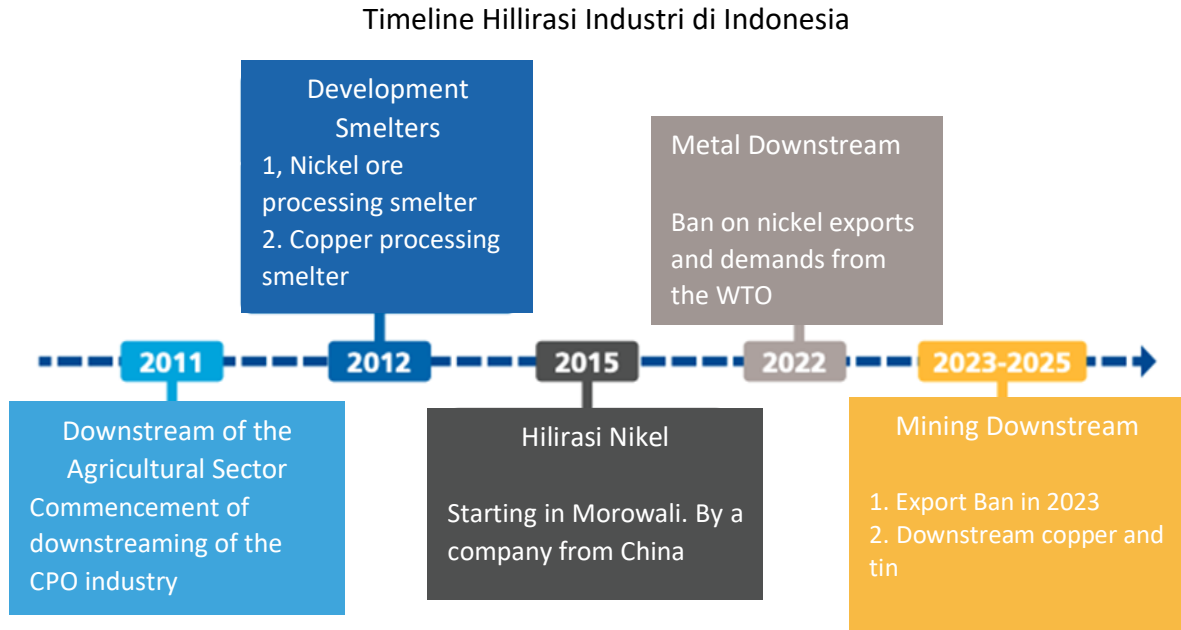 Timeline Hillirasi Industri di Indonesia
Development
Smelters
1, Nickel ore
processing smelter
2. Copper processing
smelter
Metal Downstream
Ban on nickel exports
and demands from
the WTO
2011
2012
2015
2022
2023-2025
Downstream of the
Agricultural Sector
Commencement of
downstreaming of the
CPO industry
Hilirasi Nikel
Starting in Morowali. By a
company from China
Mining Downstream
1. Export Ban in 2023
2. Downstream copper and
tin